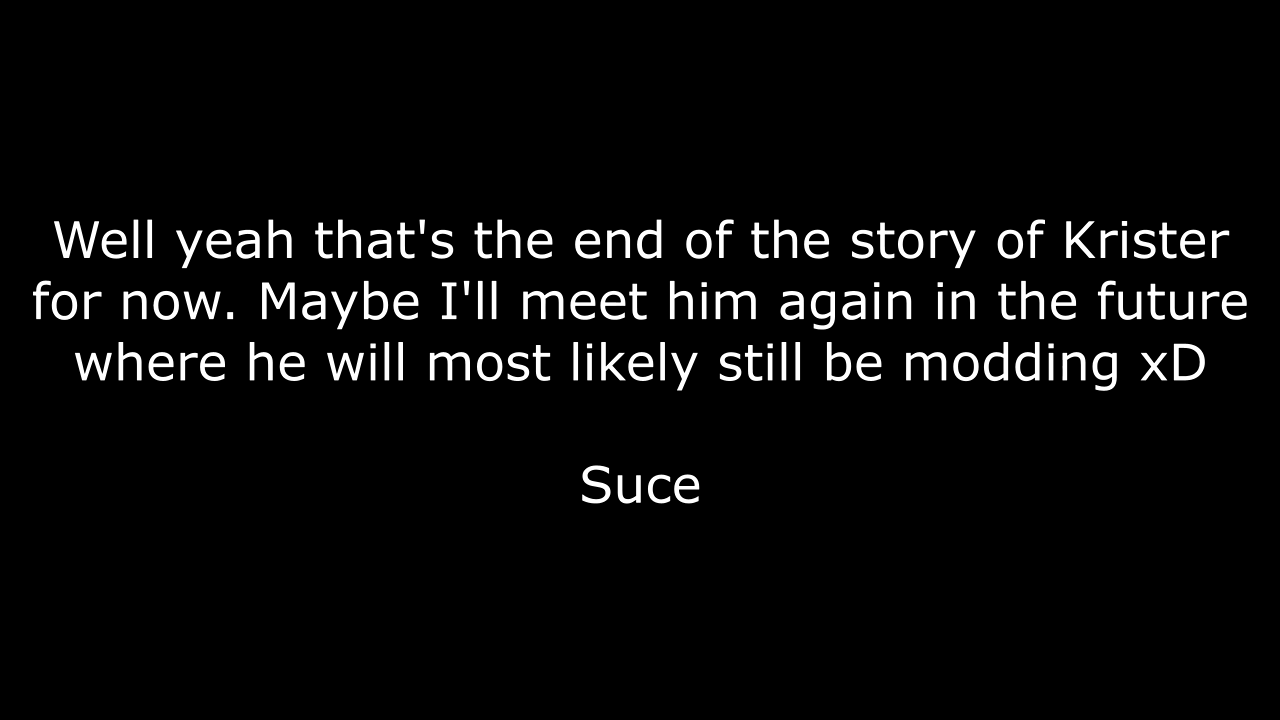 Well yeah that's the end of the story of Krister
for now. Maybe I'll meet him again in the future
where he will most likely still be modding xD
Suce